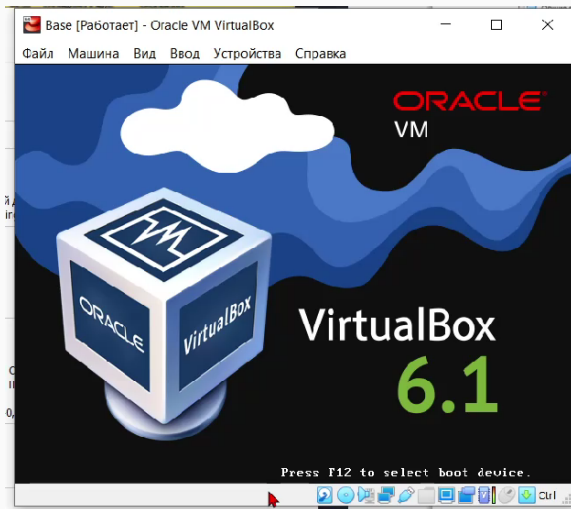 Base [Работает] - Oracle VM VirtualBox
Файл Машина Вид Ввод Устройства Справка
ORACLE
VM
ORACLE
VirtualBox
VirtualBox
6.1
Press F12 to select boot device.
Ctrl